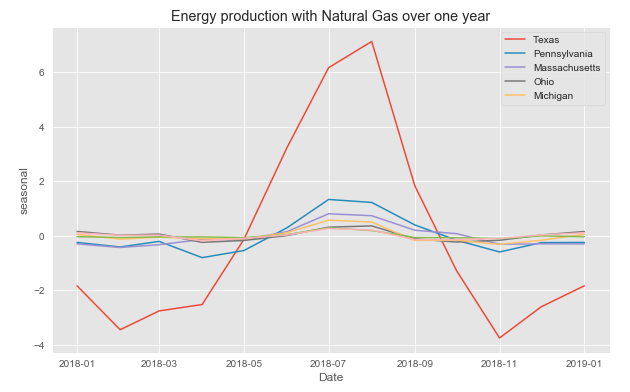 Energy production with Natural Gas over one year
Texas
Pennsylvania
Massachusetts
Ohio
Michigan
seasonal
6
4
2
0
−2
−4
2018-01
2018-03
2018-05
2018-07
2018-09
2018-11
2019-01
Date